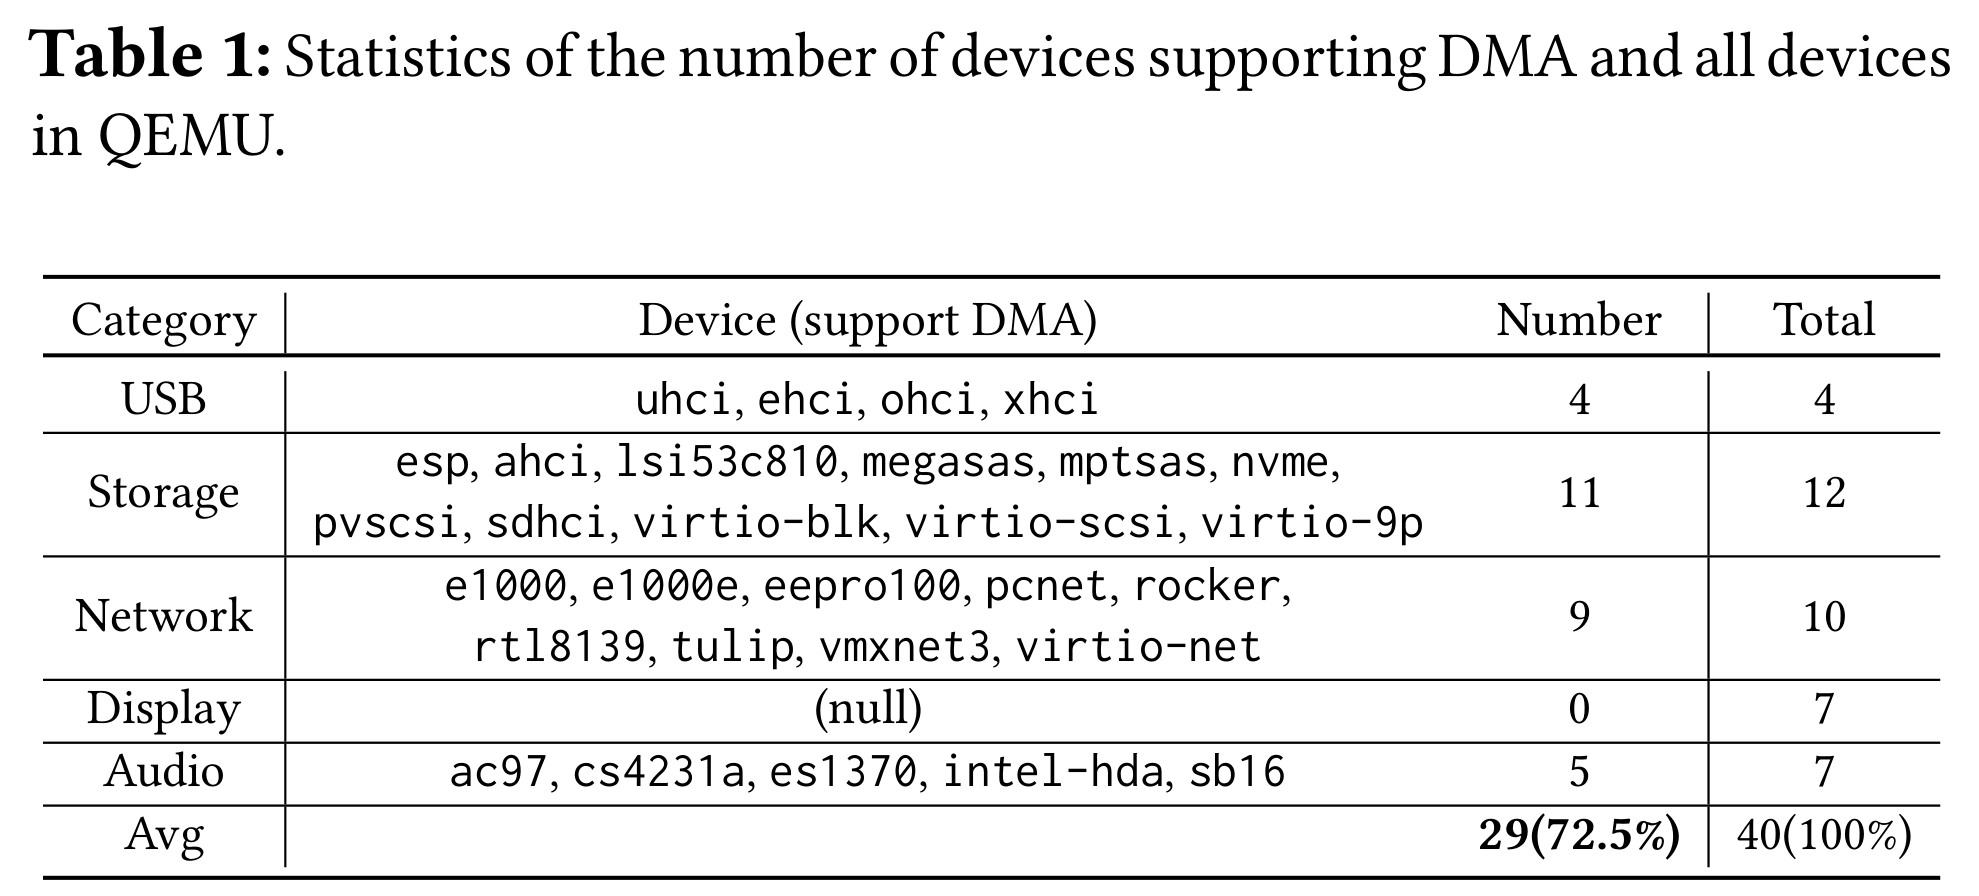 Table 1: Statistics of the number of devices supporting DMA and all devices
in QEMU.
Category Device (support DMA) Number Total
USB uhci, ehci, ohci, xhci 4 4
esp, ahci, lsi53c810, megasas, mptsas, nvme,
Storage 11 12
pvscsi, sdhci, virtio-blk, virtio-scsi, virtio-9p
e1000, e1000e, eepro100, pcnet, rocker,
Network 9 10
rtl8139, tulip, vmxnet3, virtio-net
Display (null) 0 7
Audio ac97, cs4231a, es1370, intel-hda, sb16 5 7
Avg 29(72.5%) 40(100%)